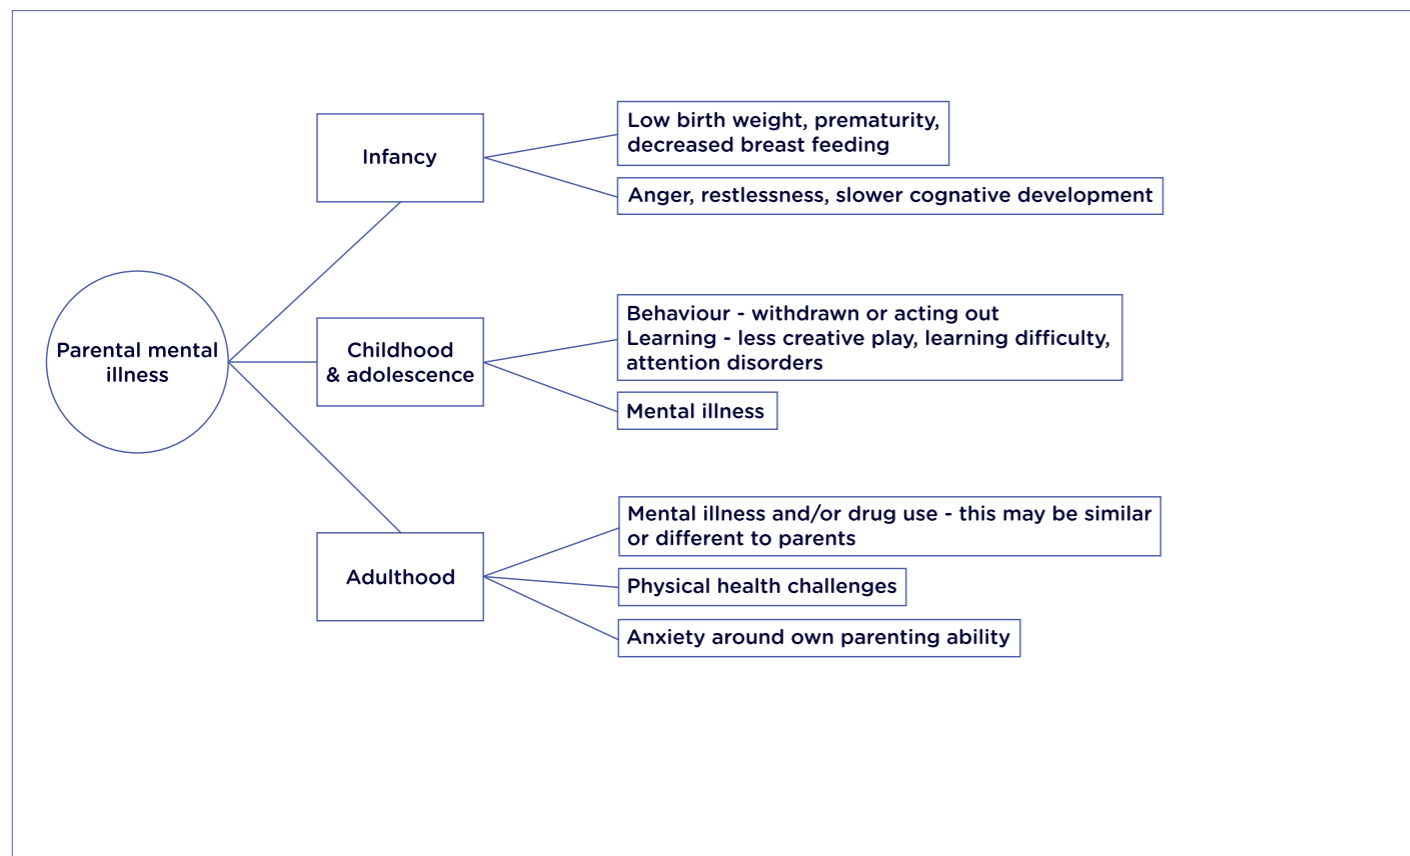 Parental mental
illness
Infancy
Low birth weight, prematurity,
decreased breast feeding
Anger, restlessness, slower cognative development
Childhood
& adolescence
Behaviour - withdrawn or acting out
Learning - less creative play, learning difficulty,
attention disorders
Mental illness
Adulthood
Mental illness and/or drug use - this may be similar
or different to parents
Physical health challenges
Anxiety around own parenting ability